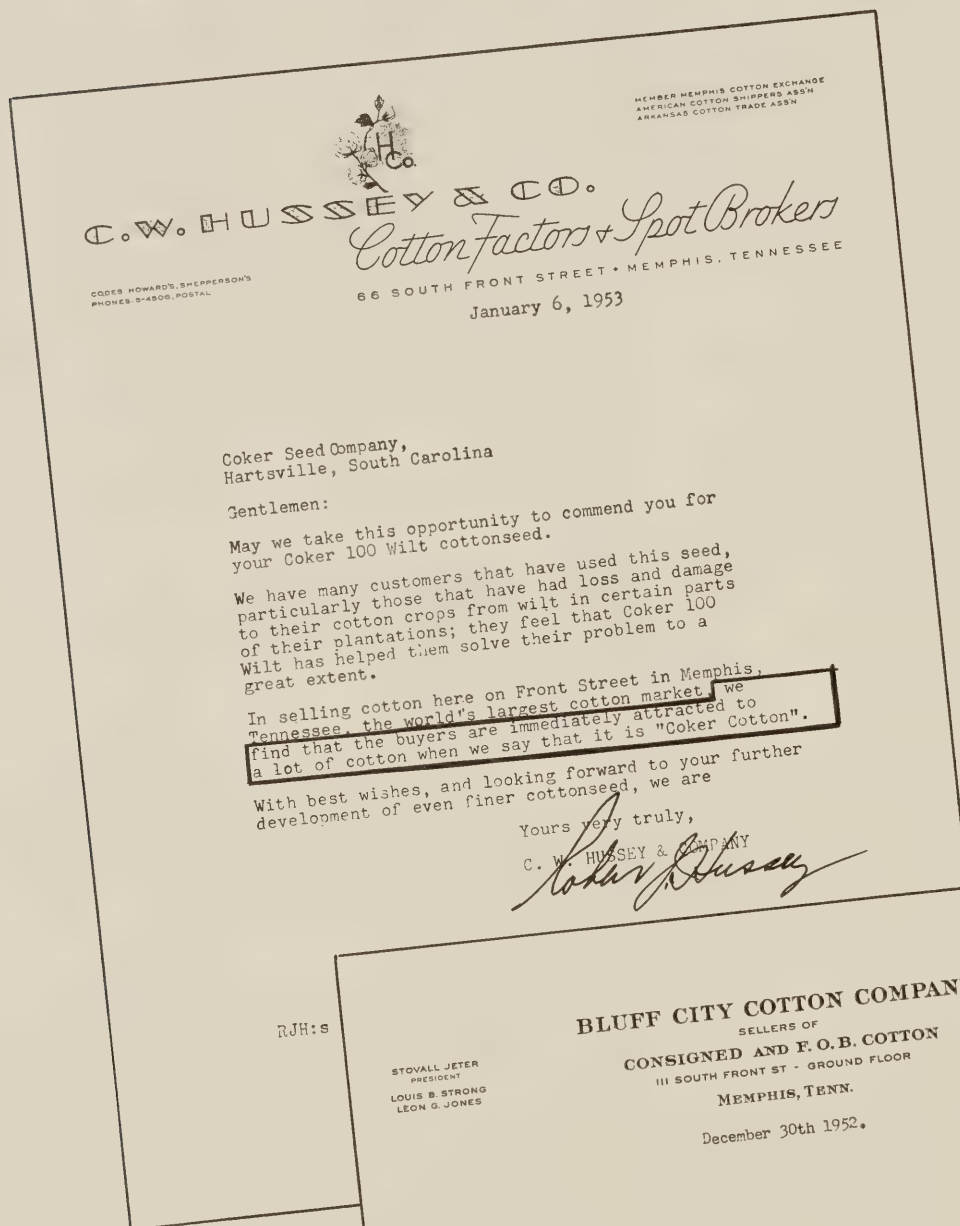 MEMBER MEMPHIS COTTON EXCHANGE
AMERICAN COTTON SHIPPERS ASS'N
ARKANSAS COTTON TRADE ASS'N
H Co.
C.W. HUSSEY & CO.
Cotton Factors & Spot Brokers
CODES HOWARD'S, SHEPPERSON'S
PHONES-5-4506, POSTAL
66 SOUTH FRONT STREET • MEMPHIS, TENNESSEE
January 6, 1953
Coker Seed Company,
Hartsville, South Carolina
Gentlemen:
May we take this opportunity to commend you for
your Coker 100 Wilt cottonseed.
We have many customers that have used this seed,
particularly those that have had loss and damage
to their cotton crops from wilt in certain parts
of their plantations; they feel that Coker 100
Wilt has helped them solve their problem to a
great extent.
In selling cotton here on Front Street in Memphis,
Tennessee, the world's largest cotton market, we
find that the buyers are immediately attracted to
a lot of cotton when we say that it is "Coker Cotton".
With best wishes, and looking forward to your further
development of even finer cottonseed, we are
Yours very truly,
C. W. HUSSEY & COMPANY
Robert J. Hussey
RJH:s
BLUFF CITY COTTON COMPAN
SELLERS OF
CONSIGNED AND F. O. B. COTTON
111 SOUTH FRONT ST - GROUND FLOOR
MEMPHIS, TENN.
STOVALL JETER
PRESIDENT
LOUIS B. STRONG
LEON G. JONES
December 30th 1952.